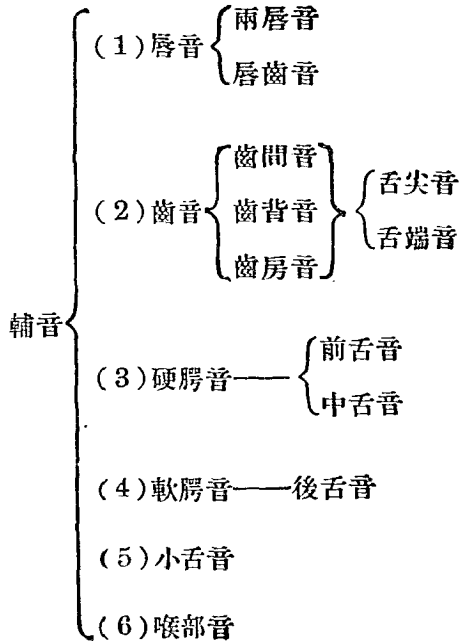 兩唇音
(1)唇音
唇齒音
齒間音
舌尖音
(2)齒音 齒背音
舌端音
齒房音
輔音
前舌音
(3)硬腭音——
中舌音
(4)軟腭音——後舌音
(5)小舌音
(6)喉部音